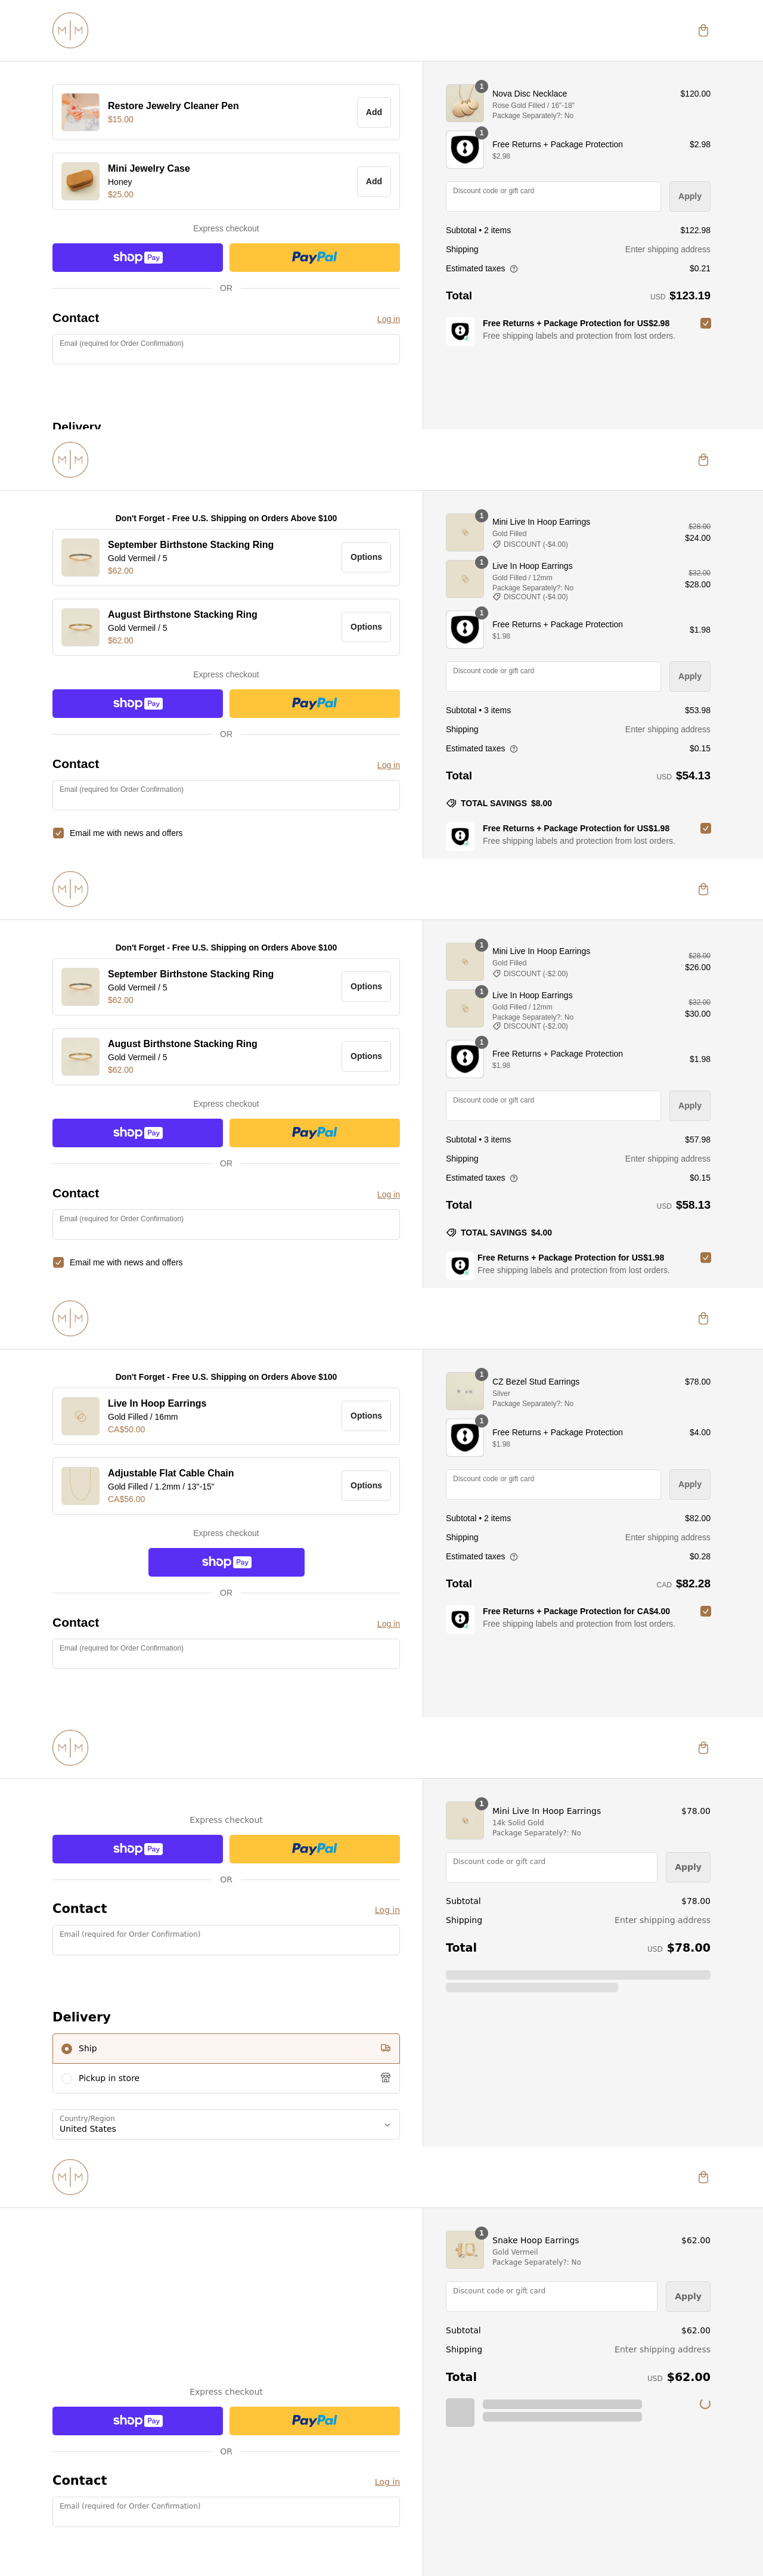 M M
Restore Jewelry Cleaner Pen
$15.00
Add
Mini Jewelry Case
Honey
$25.00
Add
Express checkout
shop Pay
PayPal
OR
Contact
Log in
Email (required for Order Confirmation)
Delivery
1
Nova Disc Necklace
$120.00
Rose Gold Filled / 16"-18"
Package Separately?: No
1
Free Returns + Package Protection
$2.98
$2.98
Discount code or gift card
Apply
Subtotal • 2 items
$122.98
Shipping
Enter shipping address
Estimated taxes
$0.21
Total
USD $123.19
Free Returns + Package Protection for US$2.98
Free shipping labels and protection from lost orders.
M M
Don't Forget - Free U.S. Shipping on Orders Above $100
September Birthstone Stacking Ring
Gold Vermeil / 5
$62.00
Options
August Birthstone Stacking Ring
Gold Vermeil / 5
$62.00
Options
Express checkout
shop Pay
PayPal
OR
Contact
Log in
Email (required for Order Confirmation)
Email me with news and offers
1
Mini Live In Hoop Earrings
Gold Filled
DISCOUNT (-$4.00)
$28.00
$24.00
1
Live In Hoop Earrings
Gold Filled / 12mm
Package Separately?: No
DISCOUNT (-$4.00)
$32.00
$28.00
1
Free Returns + Package Protection
$1.98
$1.98
Discount code or gift card
Apply
Subtotal • 3 items
$53.98
Shipping
Enter shipping address
Estimated taxes
$0.15
Total
USD $54.13
TOTAL SAVINGS $8.00
Free Returns + Package Protection for US$1.98
Free shipping labels and protection from lost orders.
M M
Don't Forget - Free U.S. Shipping on Orders Above $100
September Birthstone Stacking Ring
Gold Vermeil / 5
$62.00
Options
August Birthstone Stacking Ring
Gold Vermeil / 5
$62.00
Options
Express checkout
shop Pay
PayPal
OR
Contact
Log in
Email (required for Order Confirmation)
Email me with news and offers
1
Mini Live In Hoop Earrings
Gold Filled
DISCOUNT (-$2.00)
$28.00
$26.00
1
Live In Hoop Earrings
Gold Filled / 12mm
Package Separately?: No
DISCOUNT (-$2.00)
$32.00
$30.00
1
Free Returns + Package Protection
$1.98
$1.98
Discount code or gift card
Apply
Subtotal • 3 items
$57.98
Shipping
Enter shipping address
Estimated taxes
$0.15
Total
USD $58.13
TOTAL SAVINGS $4.00
Free Returns + Package Protection for US$1.98
Free shipping labels and protection from lost orders.
M M
Don't Forget - Free U.S. Shipping on Orders Above $100
Live In Hoop Earrings
Gold Filled / 16mm
CA$50.00
Options
Adjustable Flat Cable Chain
Gold Filled / 1.2mm / 13"-15"
CA$56.00
Options
Express checkout
shop Pay
OR
Contact
Log in
Email (required for Order Confirmation)
1
CZ Bezel Stud Earrings
$78.00
Silver
Package Separately?: No
1
Free Returns + Package Protection
$4.00
$1.98
Discount code or gift card
Apply
Subtotal • 2 items
$82.00
Shipping
Enter shipping address
Estimated taxes
$0.28
Total
CAD $82.28
Free Returns + Package Protection for CA$4.00
Free shipping labels and protection from lost orders.
M M
Express checkout
shop Pay
PayPal
OR
Contact
Log in
Email (required for Order Confirmation)
Delivery
Ship
Pickup in store
Country/Region
United States
1
Mini Live In Hoop Earrings
$78.00
14k Solid Gold
Package Separately?: No
Discount code or gift card
Apply
Subtotal
$78.00
Shipping
Enter shipping address
Total
USD $78.00
M M
Express checkout
shop Pay
PayPal
OR
Contact
Log in
Email (required for Order Confirmation)
1
Snake Hoop Earrings
$62.00
Gold Vermeil
Package Separately?: No
Discount code or gift card
Apply
Subtotal
$62.00
Shipping
Enter shipping address
Total
USD $62.00